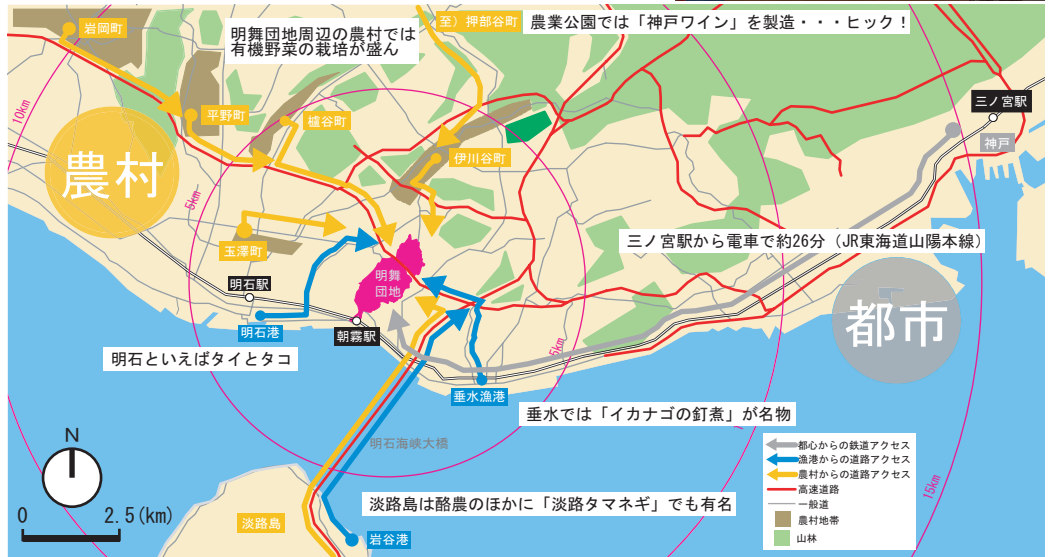 岩岡町
明舞団地周辺の農村では
有機野菜の栽培が盛ん
至）押部谷町
農業公園では「神戸ワイン」を製造・・・ヒック！
10km
平野町
櫨谷町
三ノ宮駅
神戸
伊川谷町
農村
5km
玉澤町
三ノ宮駅から電車で約26分（JR東海道山陽本線）
明舞
団地
明石駅
明石港
朝霧駅
都市
5km
明石といえばタイとタコ
垂水漁港
垂水では「イカナゴの釘煮」が名物
明石海峡大橋
都心からの鉄道アクセス
漁港からの道路アクセス
農村からの道路アクセス
高速道路
一般道
農村地帯
山林
15km
N
0 2.5(km)
淡路島は酪農のほかに「淡路タマネギ」でも有名
淡路島
岩谷港